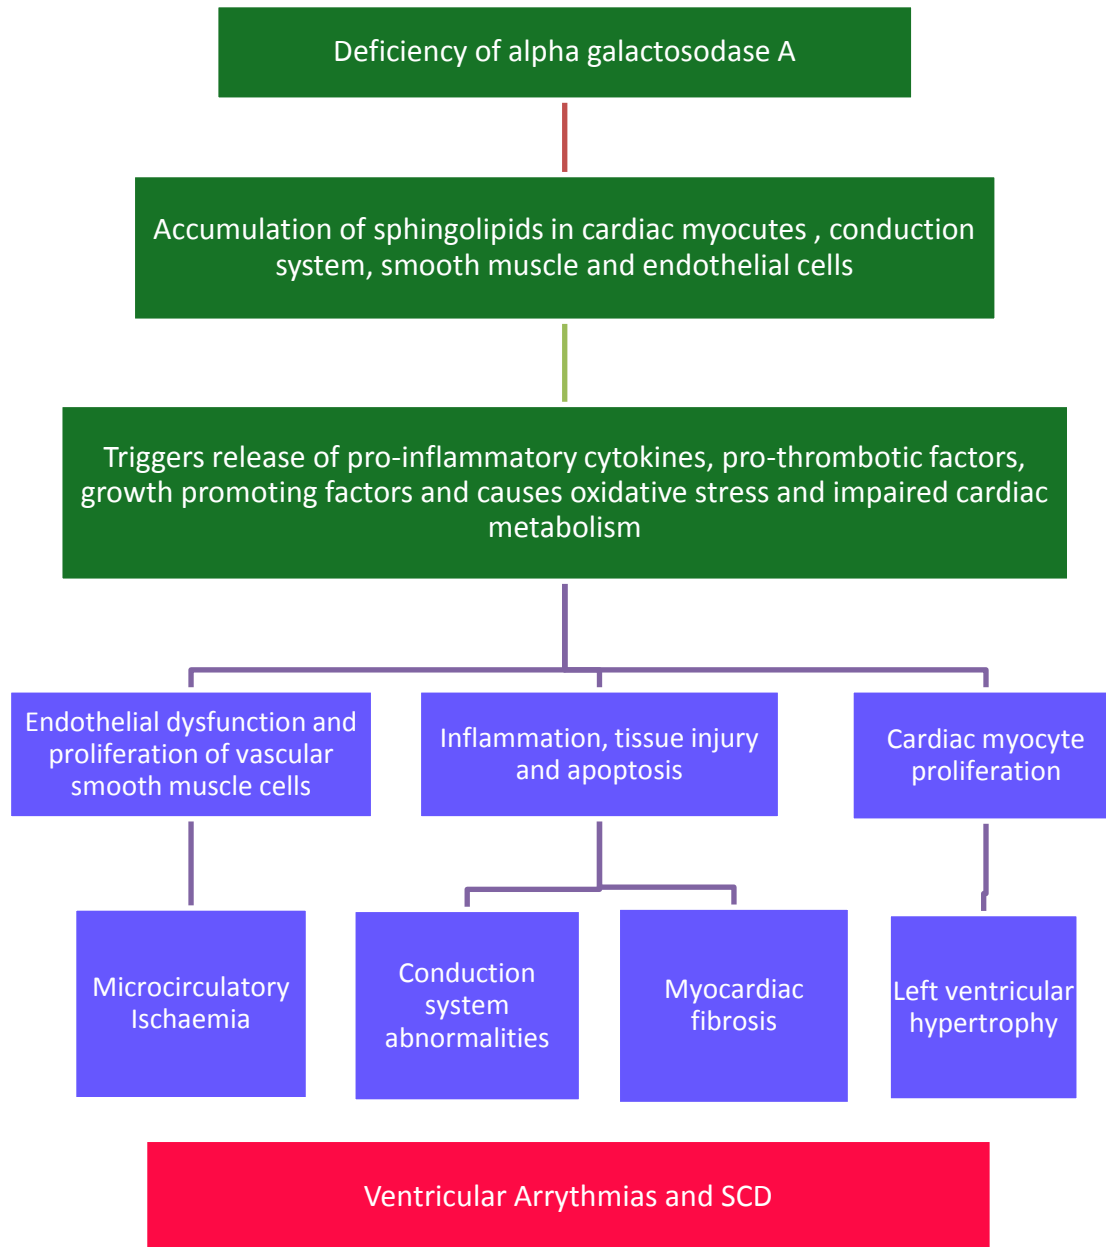 Deficiency of alpha galactosodase A
Accumulation of sphingolipids in cardiac myocutes , conduction
system, smooth muscle and endothelial cells
Triggers release of pro-inflammatory cytokines, pro-thrombotic factors,
growth promoting factors and causes oxidative stress and impaired cardiac
metabolism
Endothelial dysfunction and
proliferation of vascular
smooth muscle cells
Inflammation, tissue injury
and apoptosis
Cardiac myocyte
proliferation
Microcirculatory
Ischaemia
Conduction
system
abnormalities
Myocardiac
fibrosis
Left ventricular
hypertrophy
Ventricular Arrythmias and SCD